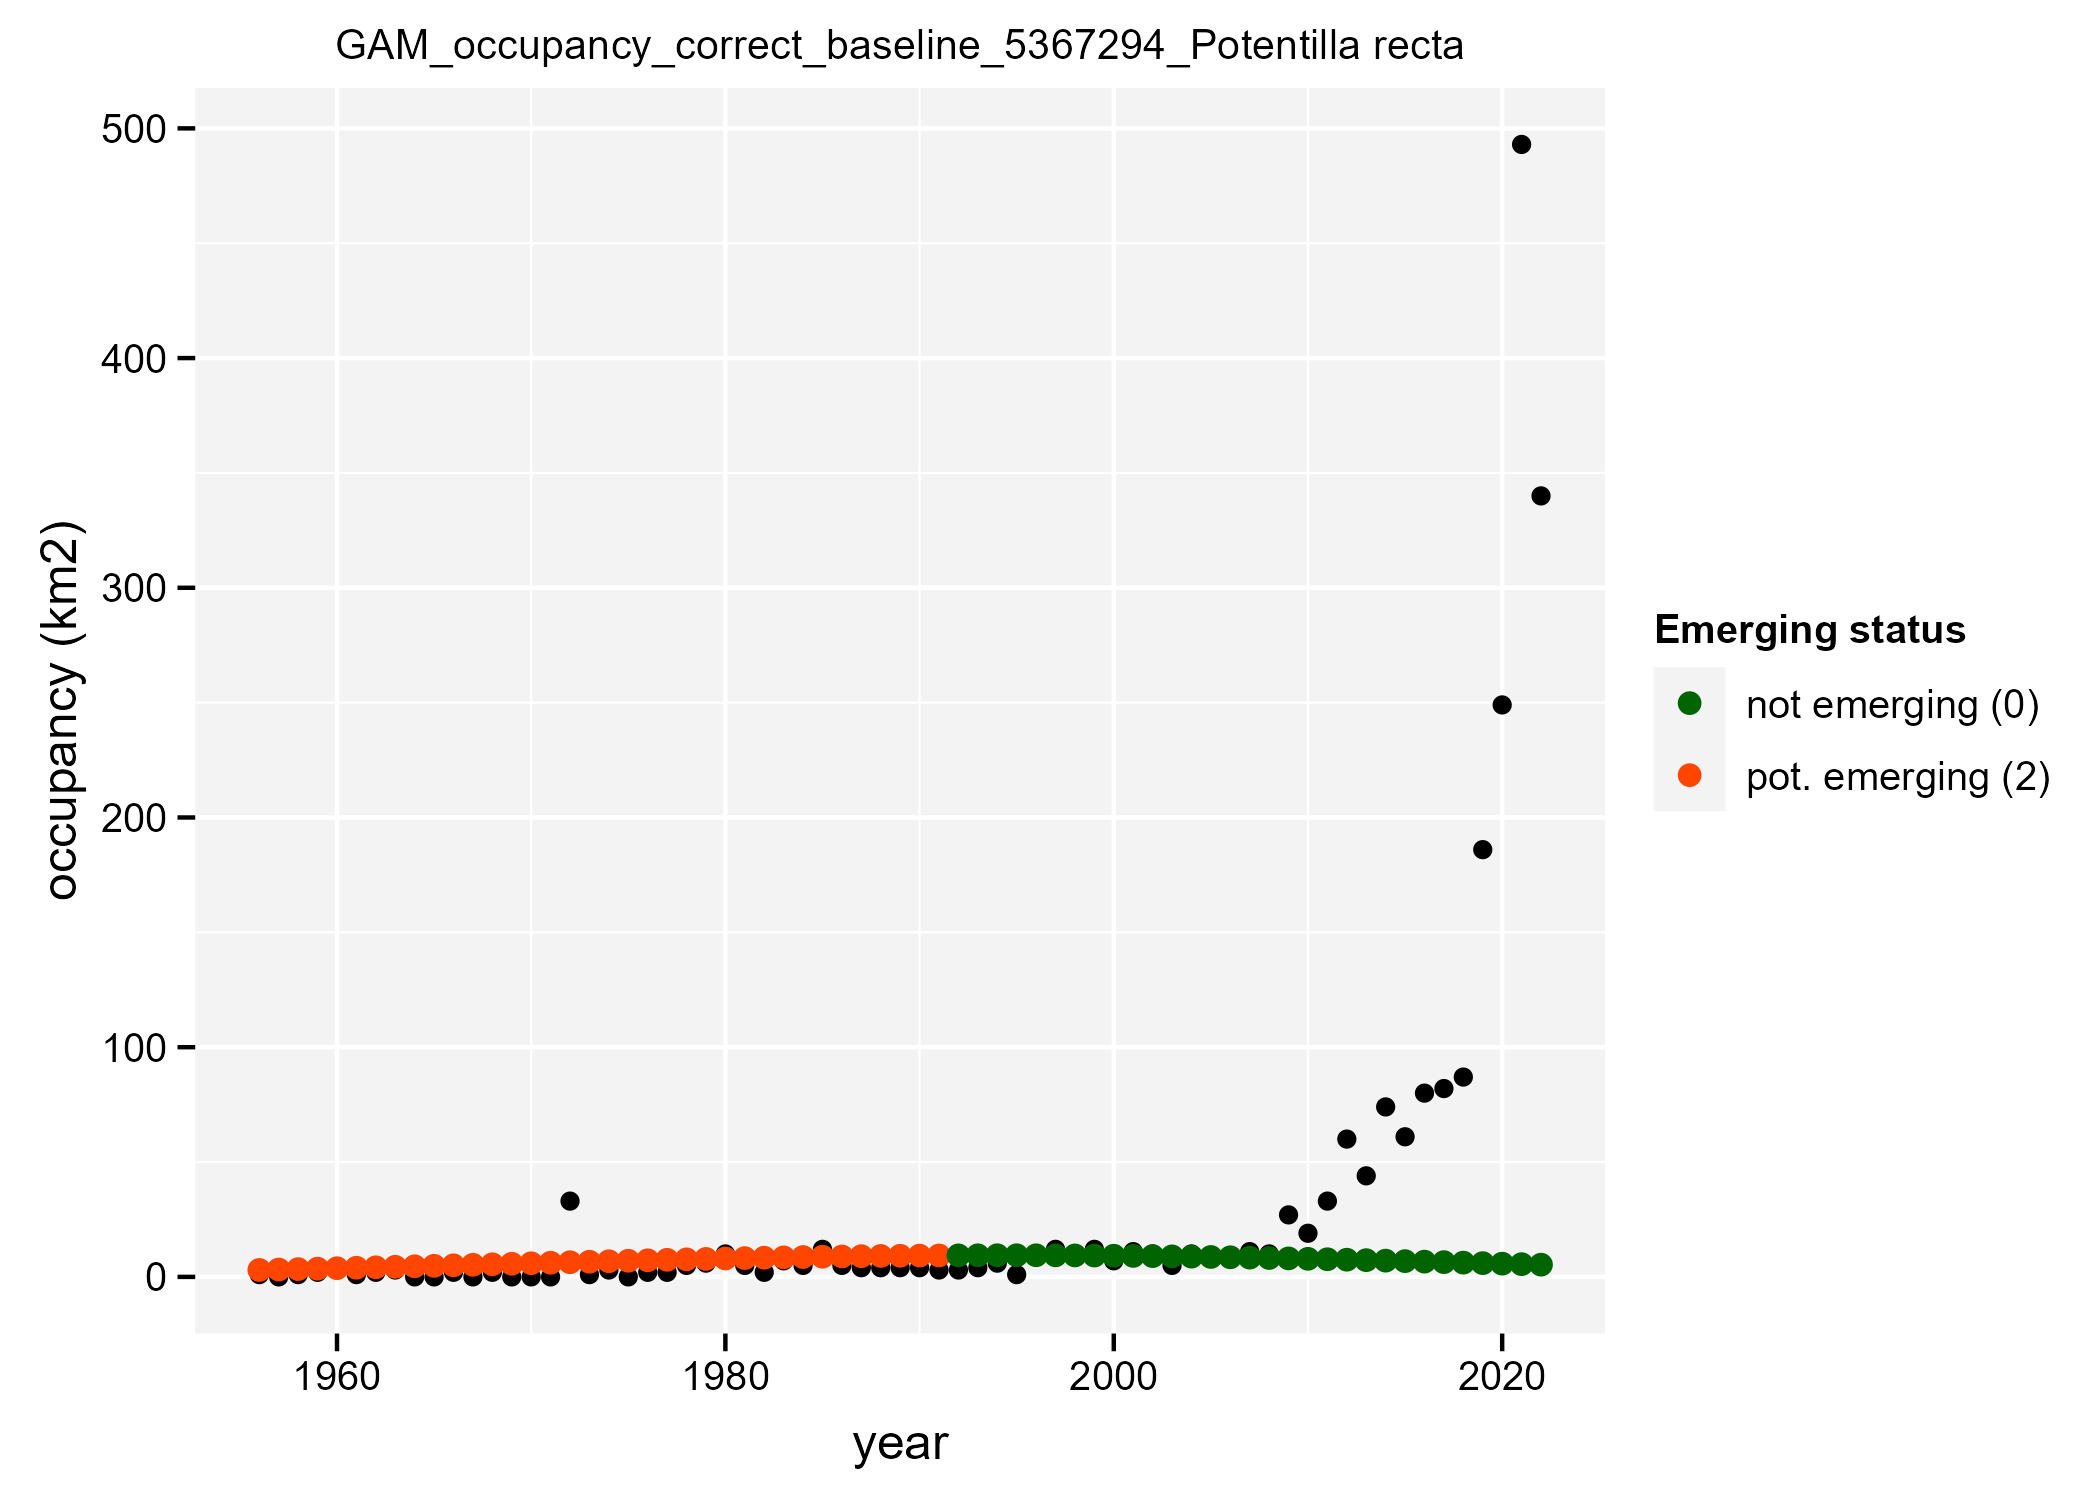 GAM_occupancy_correct_baseline_5367294_Potentilla recta
500
400
300
200
100
0
occupancy (km2)
1960 1980 2000 2020
year
Emerging status
not emerging (0)
pot. emerging (2)